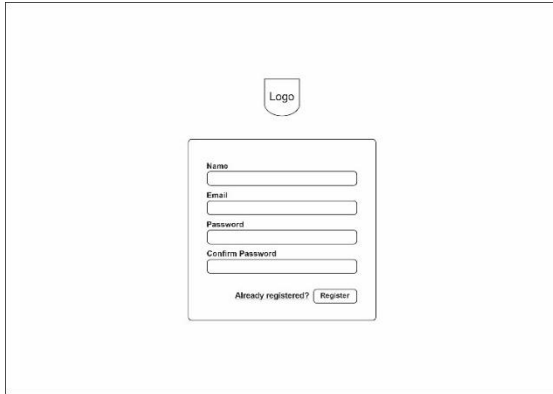 Logo
Name
Email
Password
Confirm Password
Already registered? Register